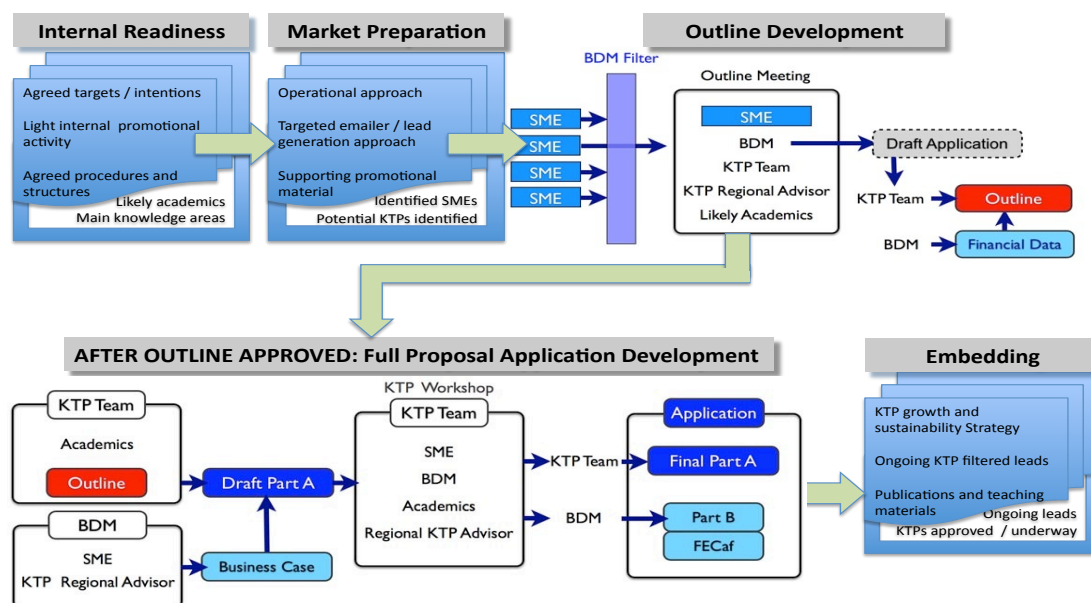 Internal Readiness
Agreed targets / intentions
Light internal promotional
activity
Agreed procedures and
structures
Likely academics
Main knowledge areas
Market Preparation
Operational approach
Targeted emailer / lead
generation approach
Supporting promotional
material
Identified SMEs
Potential KTPs identified
Outline Development
BDM Filter
SME
SME
SME
SME
Outline Meeting
SME
BDM
KTP Team
KTP Regional Advisor
Likely Academics
Draft Application
KTP Team
Outline
BDM
Financial Data
AFTER OUTLINE APPROVED: Full Proposal Application Development
KTP Team
Academics
Outline
BDM
SME
KTP Regional Advisor
Draft Part A
Business Case
KTP Workshop
KTP Team
SME
BDM
Academics
Regional KTP Advisor
KTP Team
BDM
Application
Final Part A
Part B
FECaf
Embedding
KTP growth and
sustainability Strategy
Ongoing KTP filtered leads
Publications and teaching
materials
Ongoing leads
KTPs approved / underway